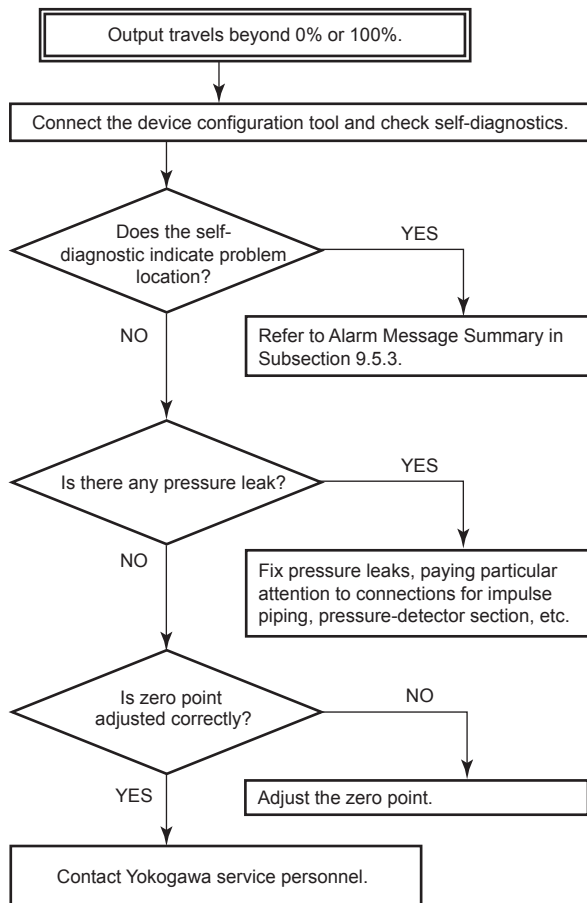 Output travels beyond 0% or 100%.
Connect the device configuration tool and check self-diagnostics.
Does the self-
diagnostic indicate problem
location?
YES
NO
Refer to Alarm Message Summary in
Subsection 9.5.3.
Is there any pressure leak?
YES
NO
Fix pressure leaks, paying particular
attention to connections for impulse
piping, pressure-detector section, etc.
Is zero point
adjusted correctly?
NO
YES
Adjust the zero point.
Contact Yokogawa service personnel.